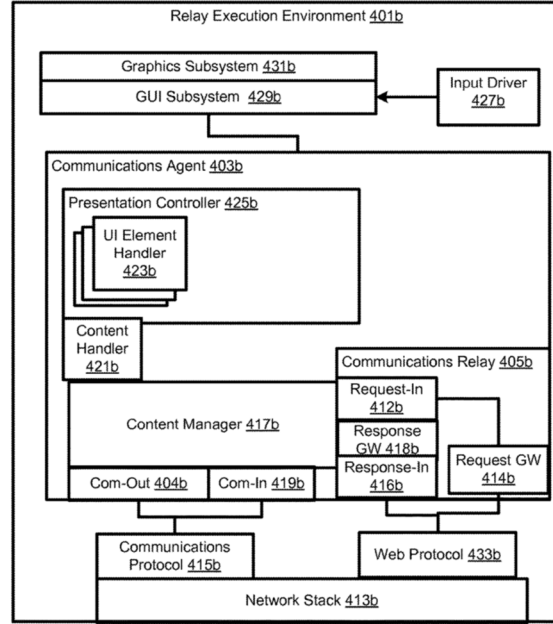 Relay Execution Environment 401b
Graphics Subsystem 431b
GUI Subsystem 429b
Input Driver
427b
Communications Agent 403b
Presentation Controller 425b
UI Element
Handler
423b
Content
Handler
421b
Communications Relay 405b
Request-In
412b
Content Manager 417b
Response
GW 418b
Response-In
416b
Request GW
414b
Com-Out 404b
Com-In 419b
Communications
Protocol 415b
Web Protocol 433b
Network Stack 413b